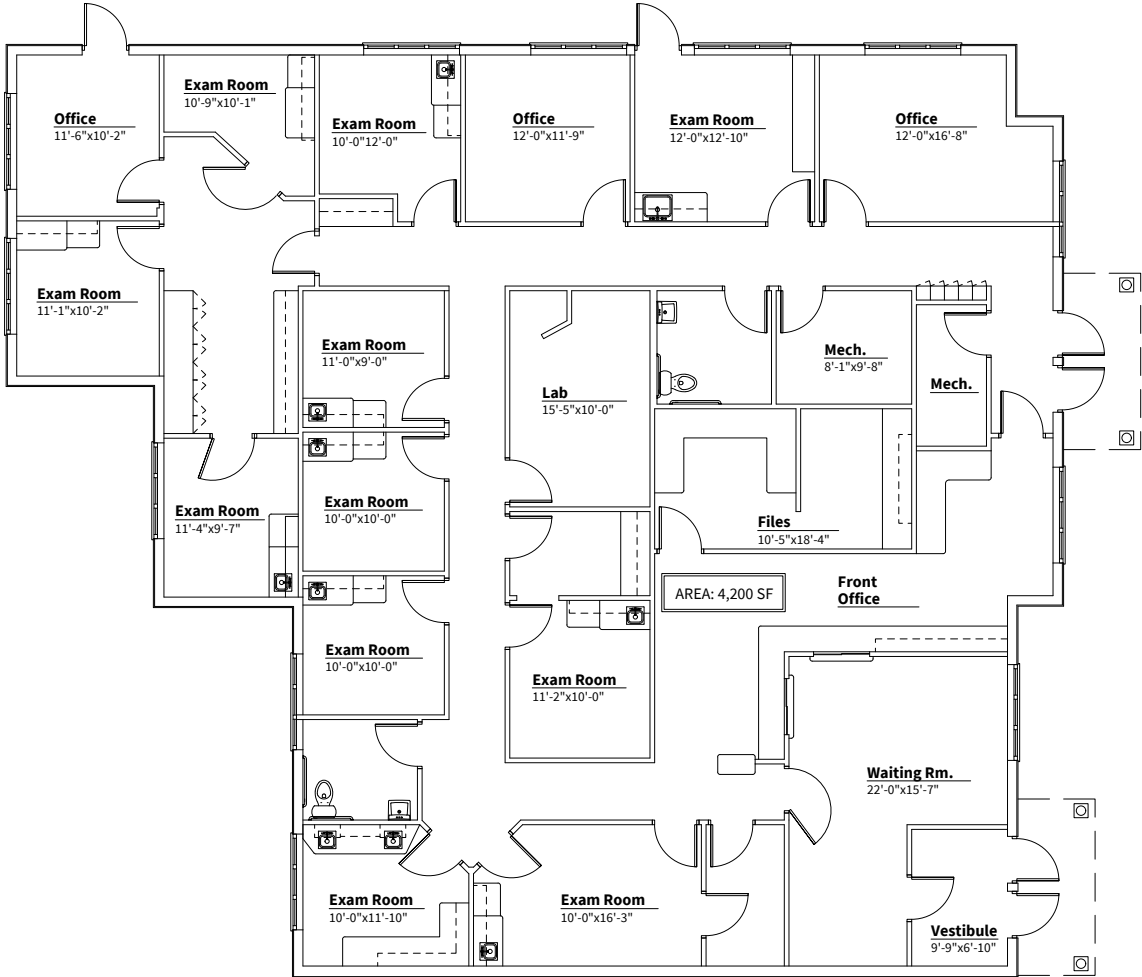 Office
11'-6"x10'-2"
Exam Room
10'-9"x10'-1"
Exam Room
10'-0"12'-0"
Office
12'-0"x11'-9"
Exam Room
12'-0"x12'-10"
Office
12'-0"x16'-8"
Exam Room
11'-1"x10'-2"
Exam Room
11'-0"x9'-0"
Lab
15'-5"x10'-0"
Mech.
8'-1"x9'-8"
Mech.
Exam Room
11'-4"x9'-7"
Exam Room
10'-0"x10'-0"
Files
10'-5"x18'-4"
AREA: 4,200 SF
Front
Office
Exam Room
10'-0"x10'-0"
Exam Room
11'-2"x10'-0"
Waiting Rm.
22'-0"x15'-7"
Exam Room
10'-0"x11'-10"
Exam Room
10'-0"x16'-3"
Vestibule
9'-9"x6'-10"